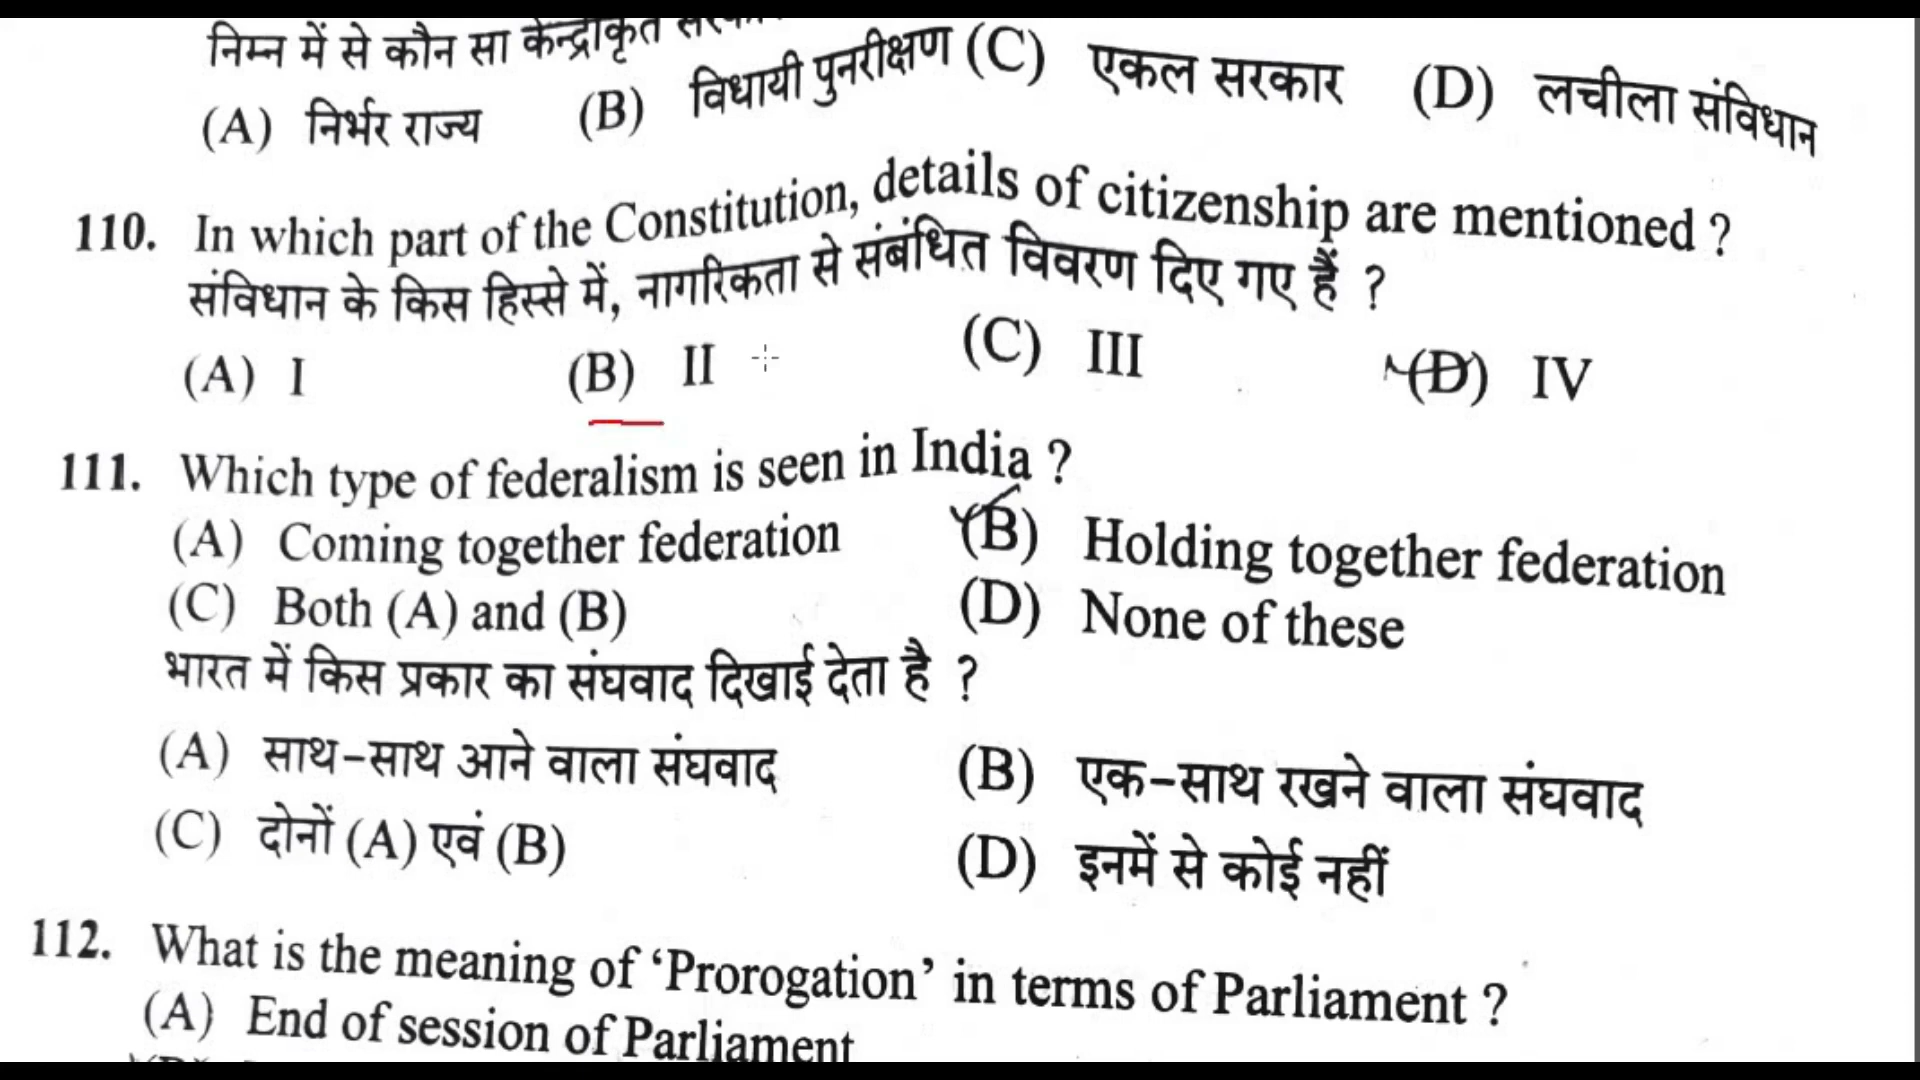 निम्न में से कौन सा केन्द्रीकृत
(A) निर्भर राज्य (B) विधायी पुनरीक्षण (C) एकल सरकार (D) लचीला संविधान
110. In which part of the Constitution, details of citizenship are mentioned ?
संविधान के किस हिस्से में, नागरिकता से संबंधित विवरण दिए गए हैं ?
(A) I (B) II (C) III (D) IV
111. Which type of federalism is seen in India ?
(A) Coming together federation (B) Holding together federation
(C) Both (A) and (B) (D) None of these
भारत में किस प्रकार का संघवाद दिखाई देता है ?
(A) साथ-साथ आने वाला संघवाद (B) एक-साथ रखने वाला संघवाद
(C) दोनों (A) एवं (B) (D) इनमें से कोई नहीं
112. What is the meaning of ‘Prorogation’ in terms of Parliament ?
(A) End of session of Parliament